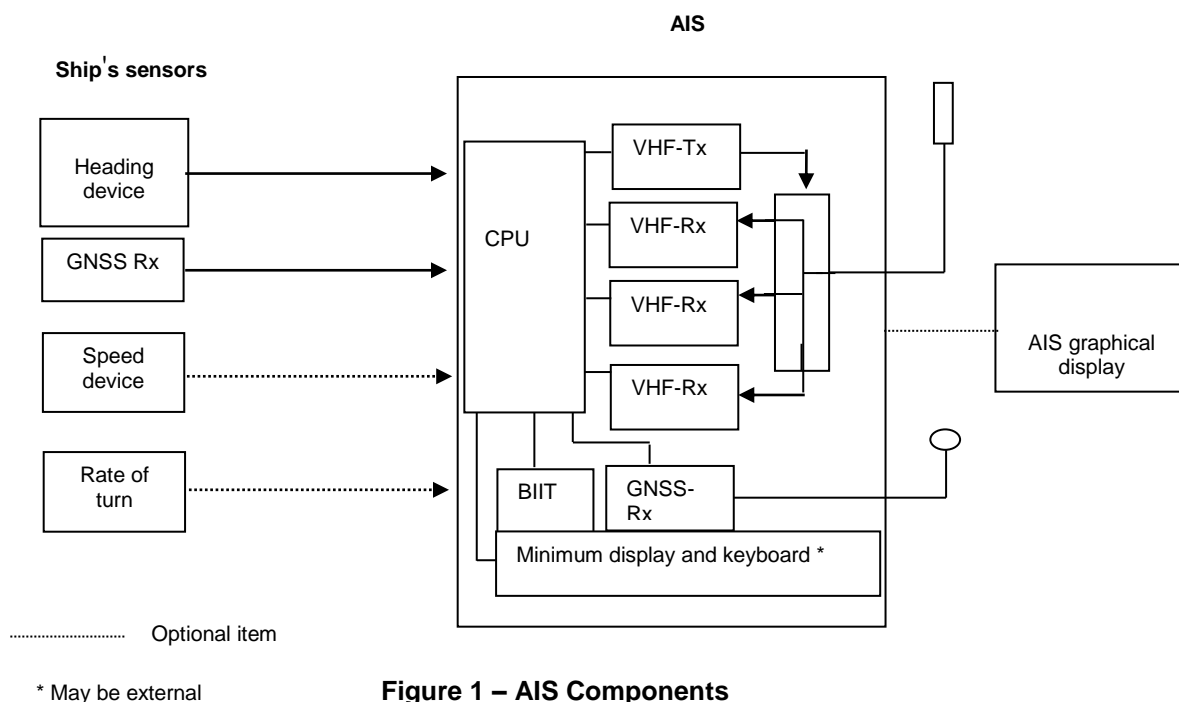 AIS
Ship's sensors
Heading
device
GNSS Rx
Speed
device
Rate of
turn
VHF-Tx
VHF-Rx
CPU
VHF-Rx
VHF-Rx
BIIT
GNSS-
Rx
Minimum display and keyboard *
AIS graphical
display
Optional item
* May be external
Figure 1 – AIS Components